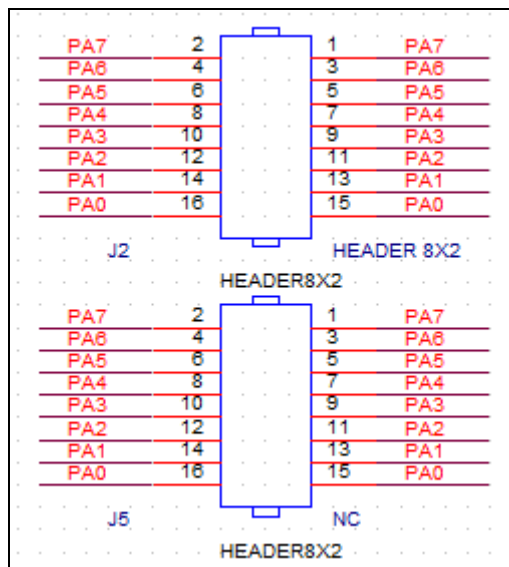 PA7 2 1 PA7
PA6 4 3 PA6
PA5 6 5 PA5
PA4 8 7 PA4
PA3 10 9 PA3
PA2 12 11 PA2
PA1 14 13 PA1
PA0 16 15 PA0
J2 HEADER 8X2
HEADER8X2
PA7 2 1 PA7
PA6 4 3 PA6
PA5 6 5 PA5
PA4 8 7 PA4
PA3 10 9 PA3
PA2 12 11 PA2
PA1 14 13 PA1
PA0 16 15 PA0
J5 NC
HEADER8X2